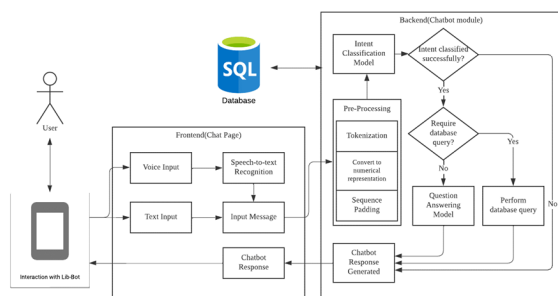 Backend(Chatbot module)
Intent
Classification
Model
Intent classified
successfully?
No
SQL
Database
Yes
User
Pre-Processing
Tokenization
Convert to
numerical
representation
Sequence
Padding
Require
database
query?
Yes
No
Frontend(Chat Page)
Voice Input
Speech-to-text
Recognition
Text Input
Input Message
Question
Answering
Model
Perform
database query
No
Interaction with Lib-Bot
Chatbot
Response
Chatbot
Response
Generated